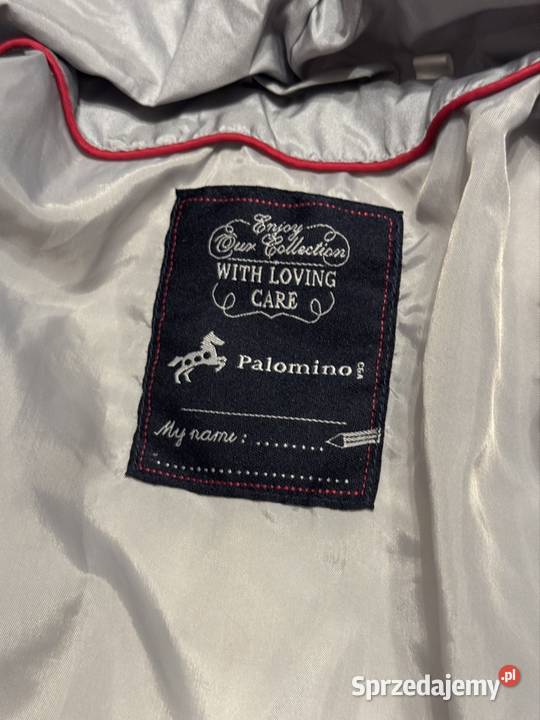 Enjoy
Our Collection
WITH LOVING
CARE
Palomino C&A
My name : ........
Sprzedajemy.pl